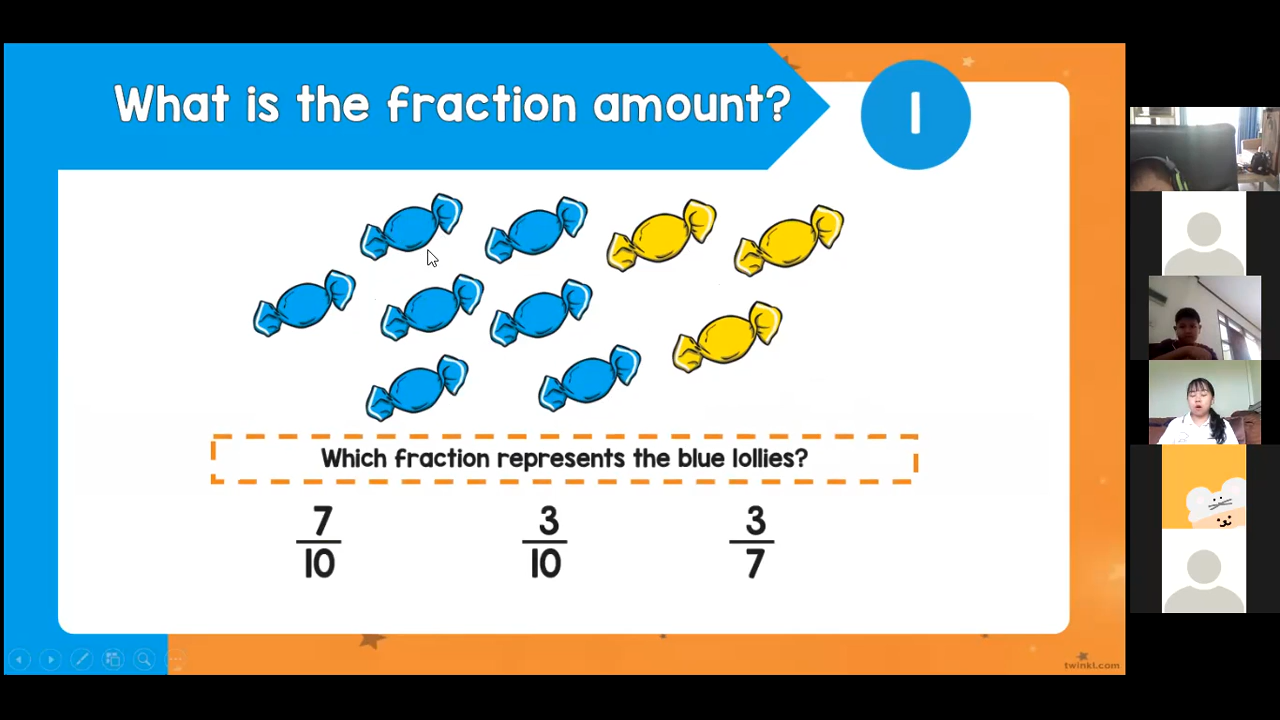 What is the fraction amount?
1
Which fraction represents the blue lollies?
7
10
3
10
3
7
twinkl.com